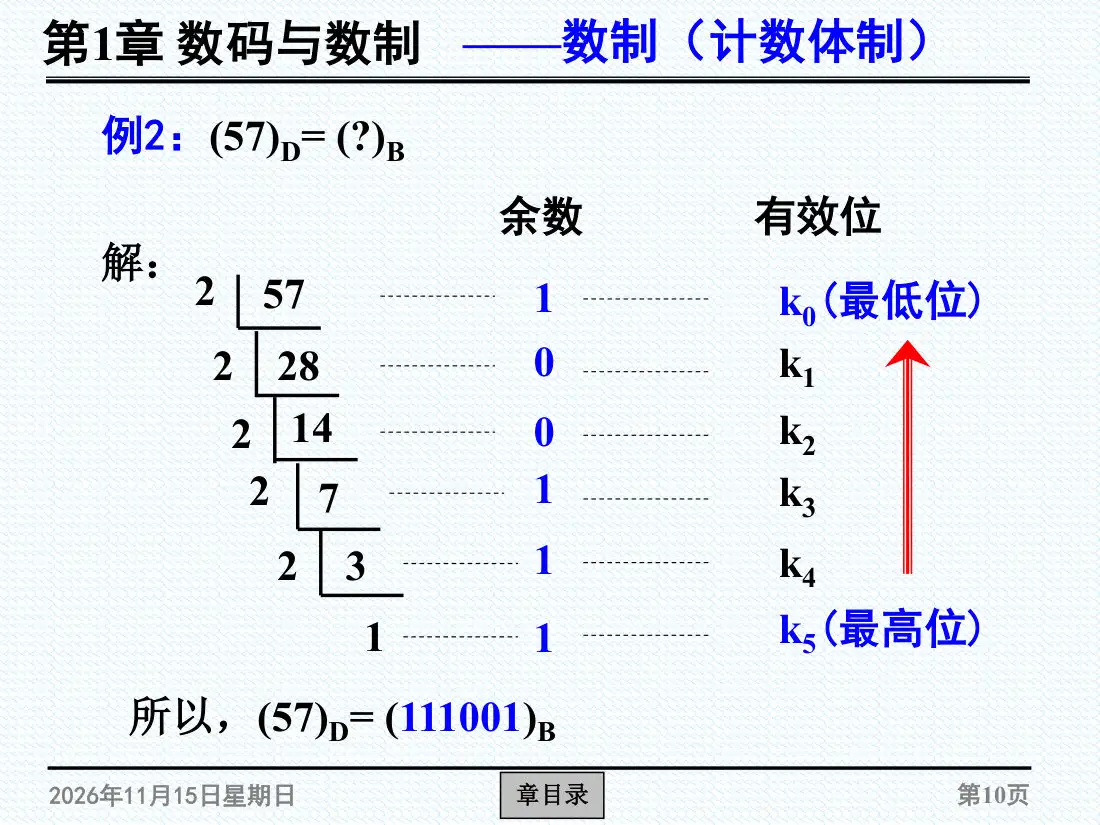 第1章 数码与数制 ——数制（计数体制）
例2：(57)D= (?)B
余数 有效位
解：
2 57 1 k0(最低位)
2 28 0 k1
2 14 0 k2
2 7 1 k3
2 3 1 k4
1 1 k5(最高位)
所以，(57)D= (111001)B
2026年11月15日星期日 章目录 第10页